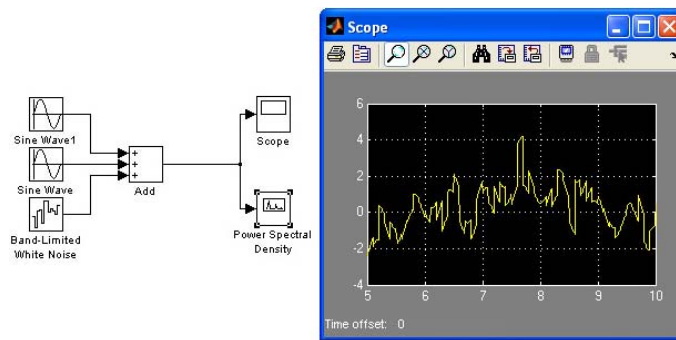 Sine Wave1
Sine Wave
Band-Limited
White Noise
+
+
+
Add
Scope
Power Spectral
Density
Scope
6
4
2
0
-2
-4
5
6
7
8
9
10
Time offset: 0